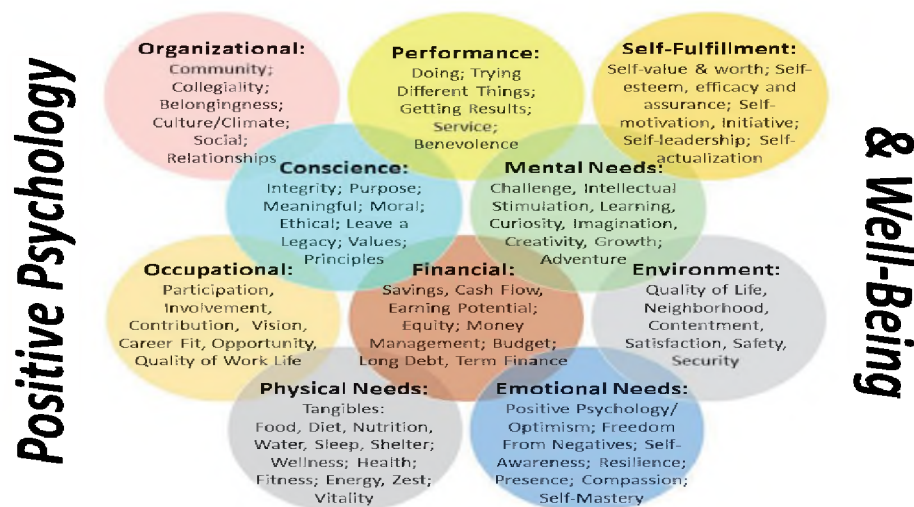 Positive Psychology
& Well-Being
Organizational:
Community;
Collegiality;
Belongingness;
Culture/Climate;
Social;
Relationships
Performance:
Doing; Trying
Different Things;
Getting Results;
Service;
Benevolence
Self-Fulfillment:
Self-value & worth; Self-
esteem, efficacy and
assurance; Self-
motivation, Initiative;
Self-leadership; Self-
actualization
Conscience:
Integrity; Purpose;
Meaningful; Moral;
Ethical; Leave a
Legacy; Values;
Principles
Mental Needs:
Challenge, Intellectual
Stimulation, Learning,
Curiosity, Imagination,
Creativity, Growth;
Adventure
Occupational:
Participation,
Involvement,
Contribution, Vision,
Career Fit, Opportunity,
Quality of Work Life
Financial:
Savings, Cash Flow,
Earning Potential;
Equity; Money
Management; Budget;
Long Debt, Term Finance
Environment:
Quality of Life,
Neighborhood,
Contentment,
Satisfaction, Safety,
Security
Physical Needs:
Tangibles:
Food, Diet, Nutrition,
Water, Sleep, Shelter;
Wellness; Health;
Fitness; Energy, Zest;
Vitality
Emotional Needs:
Positive Psychology/
Optimism; Freedom
From Negatives; Self-
Awareness; Resilience;
Presence; Compassion;
Self-Mastery